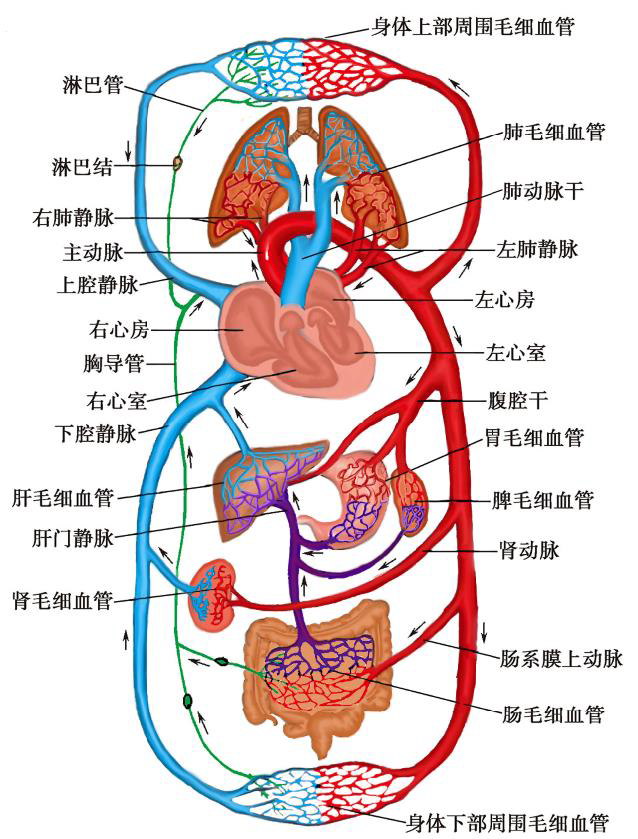 身体上部周围毛细血管
淋巴管
肺毛细血管
淋巴结
肺动脉干
右肺静脉
主动脉
左肺静脉
上腔静脉
左心房
右心房
胸导管
左心室
右心室
腹腔干
下腔静脉
胃毛细血管
肝毛细血管
脾毛细血管
肝门静脉
肾动脉
肾毛细血管
肠系膜上动脉
肠毛细血管
身体下部周围毛细血管